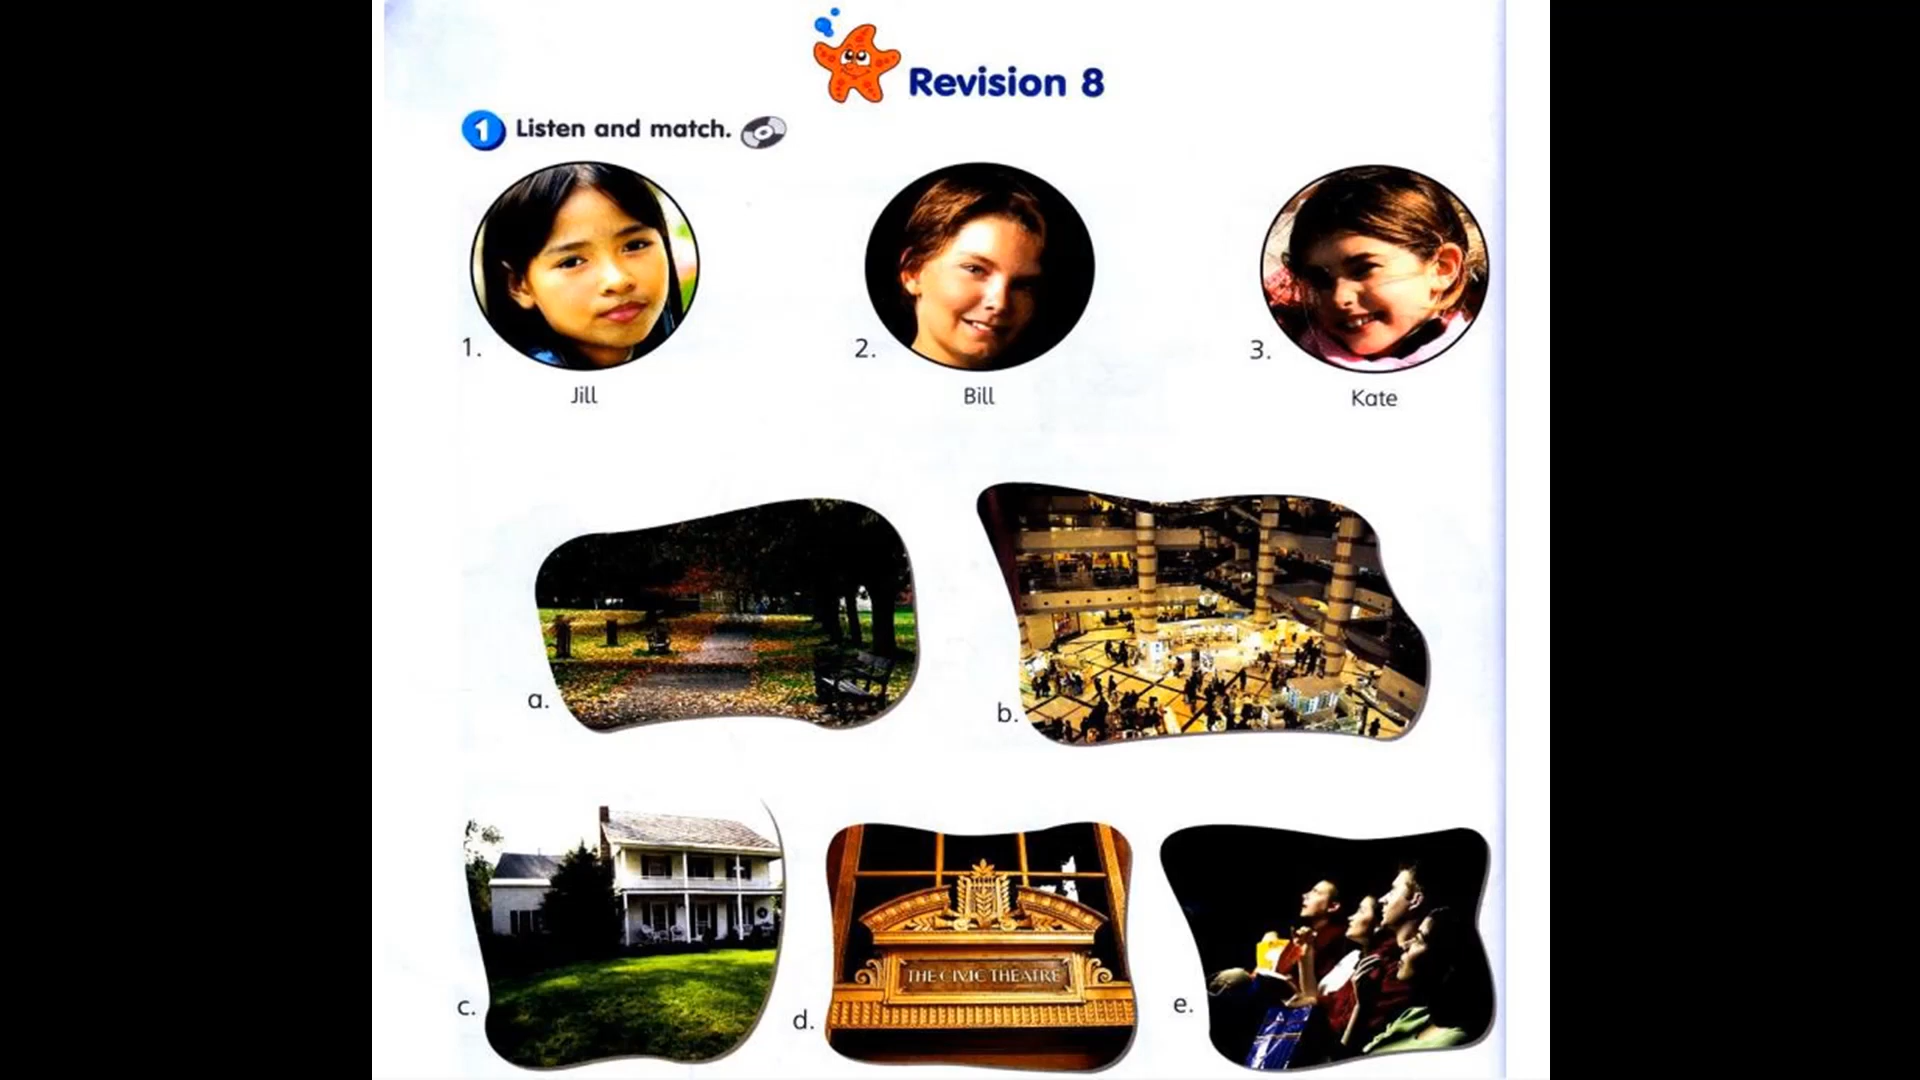 Revision 8
1 Listen and match.
1.
Jill
2.
Bill
3.
Kate
a.
b.
c.
d.
THE CIVIC THEATRE
e.